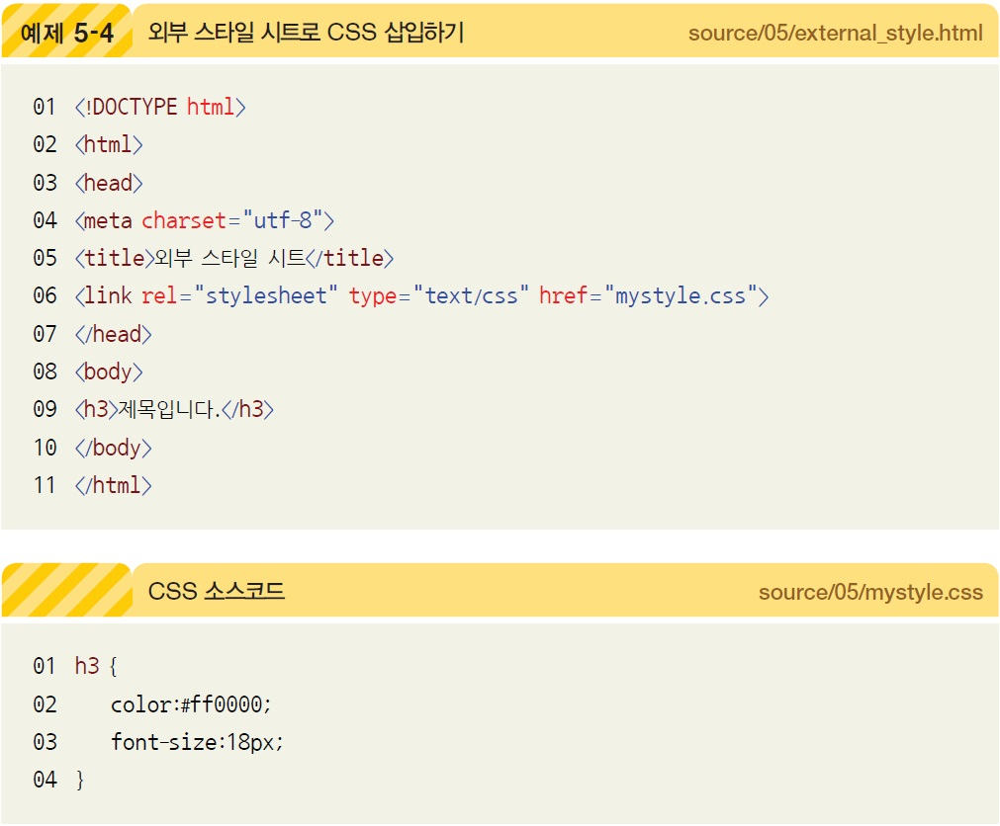 예제 5-4 외부 스타일 시트로 CSS 삽입하기 source/05/external_style.html
01 <!DOCTYPE html>
02 <html>
03 <head>
04 <meta charset="utf-8">
05 <title>외부 스타일 시트</title>
06 <link rel="stylesheet" type="text/css" href="mystyle.css">
07 </head>
08 <body>
09 <h3>제목입니다.</h3>
10 </body>
11 </html>
CSS 소스코드 source/05/mystyle.css
01 h3 {
02 color:#ff0000;
03 font-size:18px;
04 }